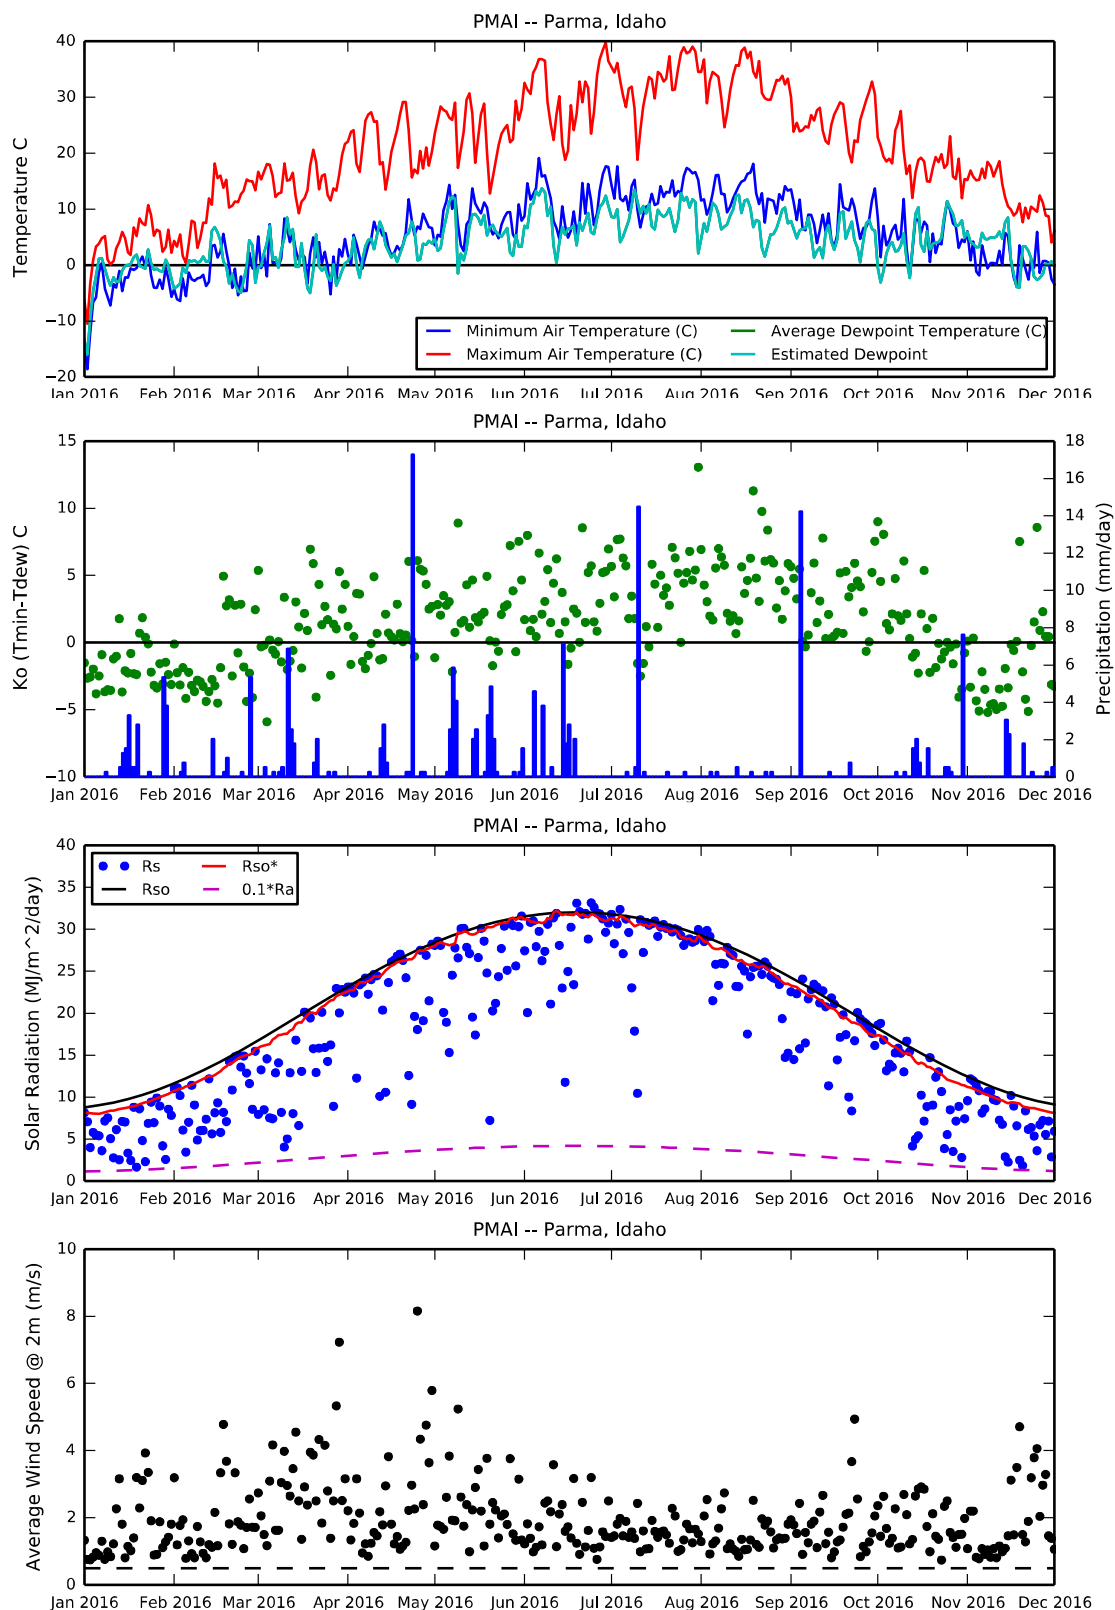 PMAI -- Parma, Idaho
Temperature C
40
30
20
10
0
−10
−20
Minimum Air Temperature (C)
Maximum Air Temperature (C)
Average Dewpoint Temperature (C)
Estimated Dewpoint
Jan 2016 Feb 2016 Mar 2016 Apr 2016 May 2016 Jun 2016 Jul 2016 Aug 2016 Sep 2016 Oct 2016 Nov 2016 Dec 2016
PMAI -- Parma, Idaho
Ko (Tmin-Tdew) C
15
10
5
0
−5
−10
18
16
14
12
10
8
6
4
2
0
Precipitation (mm/day)
Jan 2016 Feb 2016 Mar 2016 Apr 2016 May 2016 Jun 2016 Jul 2016 Aug 2016 Sep 2016 Oct 2016 Nov 2016 Dec 2016
PMAI -- Parma, Idaho
Solar Radiation (MJ/m^2/day)
40
35
30
25
20
15
10
5
0
Rs
Rso
Rso*
0.1*Ra
Jan 2016 Feb 2016 Mar 2016 Apr 2016 May 2016 Jun 2016 Jul 2016 Aug 2016 Sep 2016 Oct 2016 Nov 2016 Dec 2016
PMAI -- Parma, Idaho
Average Wind Speed @ 2m (m/s)
10
8
6
4
2
0
Jan 2016 Feb 2016 Mar 2016 Apr 2016 May 2016 Jun 2016 Jul 2016 Aug 2016 Sep 2016 Oct 2016 Nov 2016 Dec 2016